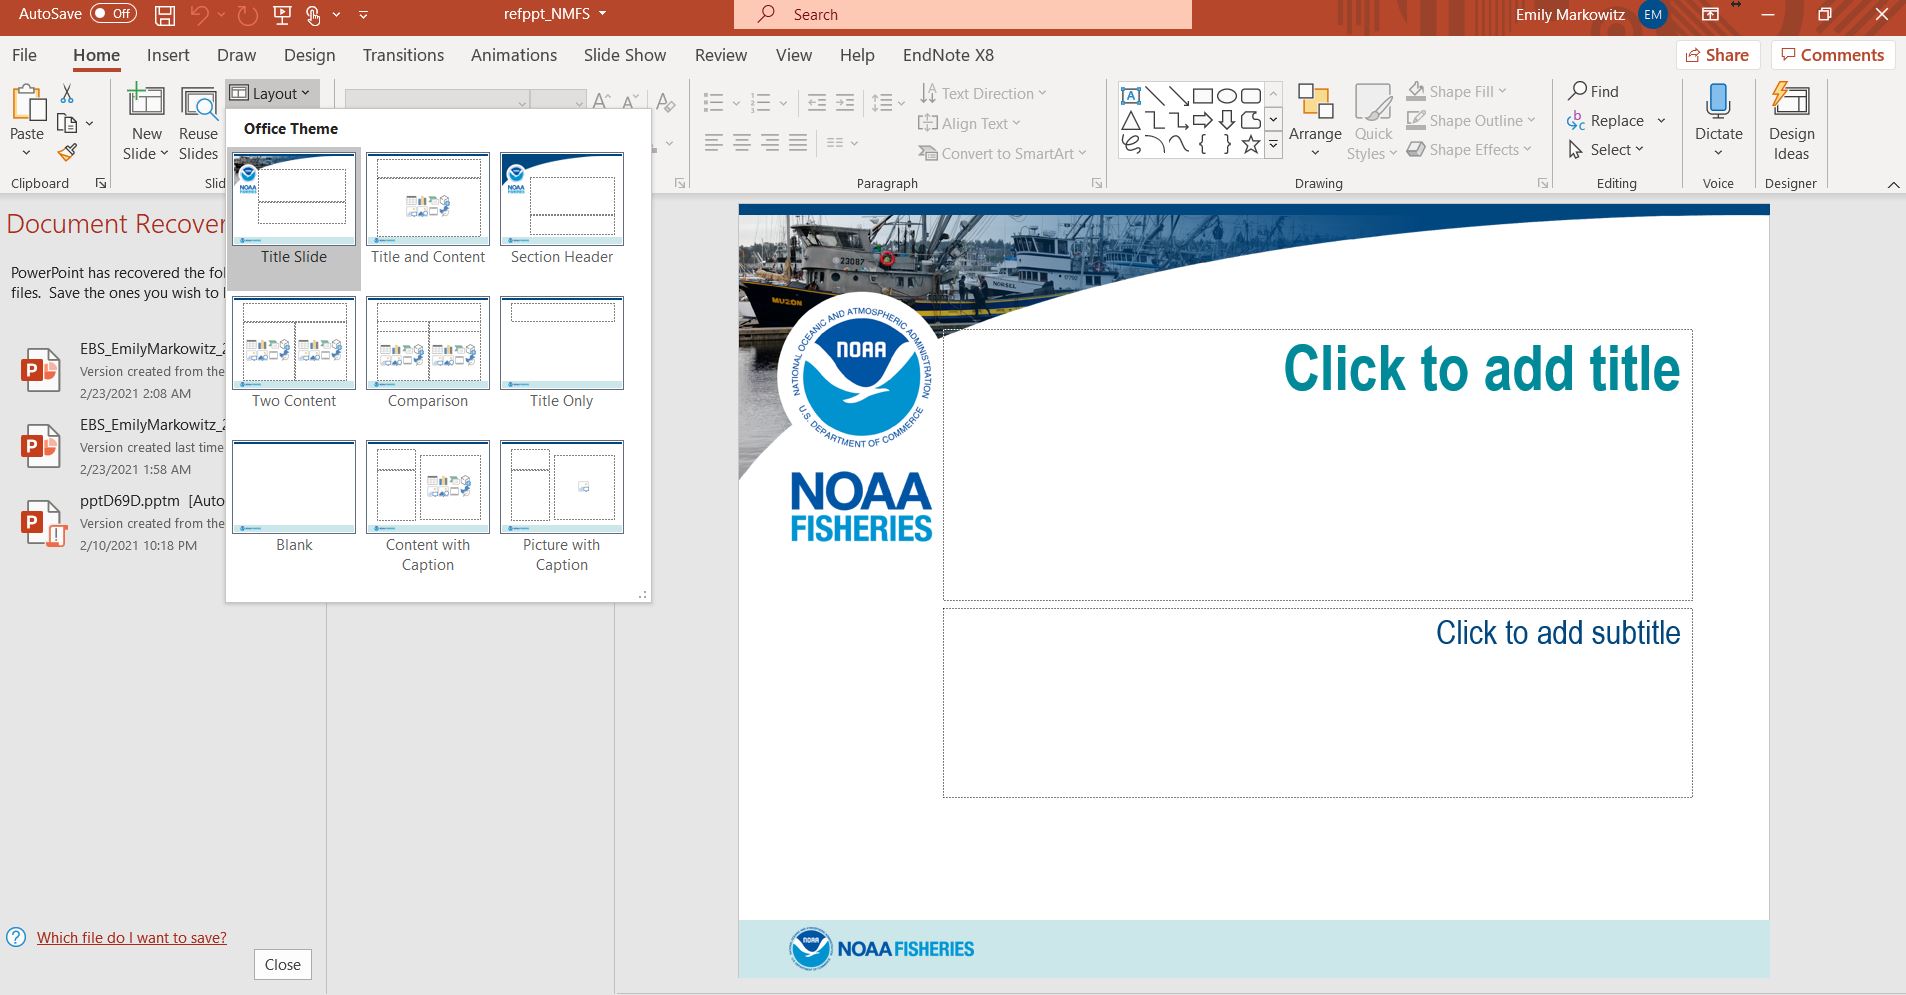 AutoSave Off
refppt_NMFS
Search
Emily Markowitz EM
File Home Insert Draw Design Transitions Animations Slide Show Review View Help EndNote X8
Share Comments
Paste
New
Slide
Reuse
Slides
Layout
Text Direction
Align Text
Convert to SmartArt
Arrange
Quick
Styles
Shape Fill
Shape Outline
Shape Effects
Find
Replace
Select
Dictate
Design
Ideas
Clipboard
Slid
Paragraph
Drawing
Editing
Voice
Designer
Office Theme
Title Slide
Title and Content
Section Header
Two Content
Comparison
Title Only
Blank
Content with
Caption
Picture with
Caption
Document Recover
PowerPoint has recovered the fol
files. Save the ones you wish to
EBS_EmilyMarkowitz_2
Version created from the
2/23/2021 2:08 AM
EBS_EmilyMarkowitz_2
Version created last time
2/23/2021 1:58 AM
pptD69D.pptm [Auto
Version created from the
2/10/2021 10:18 PM
Which file do I want to save?
Close
23087
MUZON
NORSEL
NATIONAL OCEANIC AND ATMOSPHERIC ADMINISTRATION
NOAA
U.S. DEPARTMENT OF COMMERCE
NOAA
FISHERIES
Click to add title
Click to add subtitle
NOAA
NOAA FISHERIES